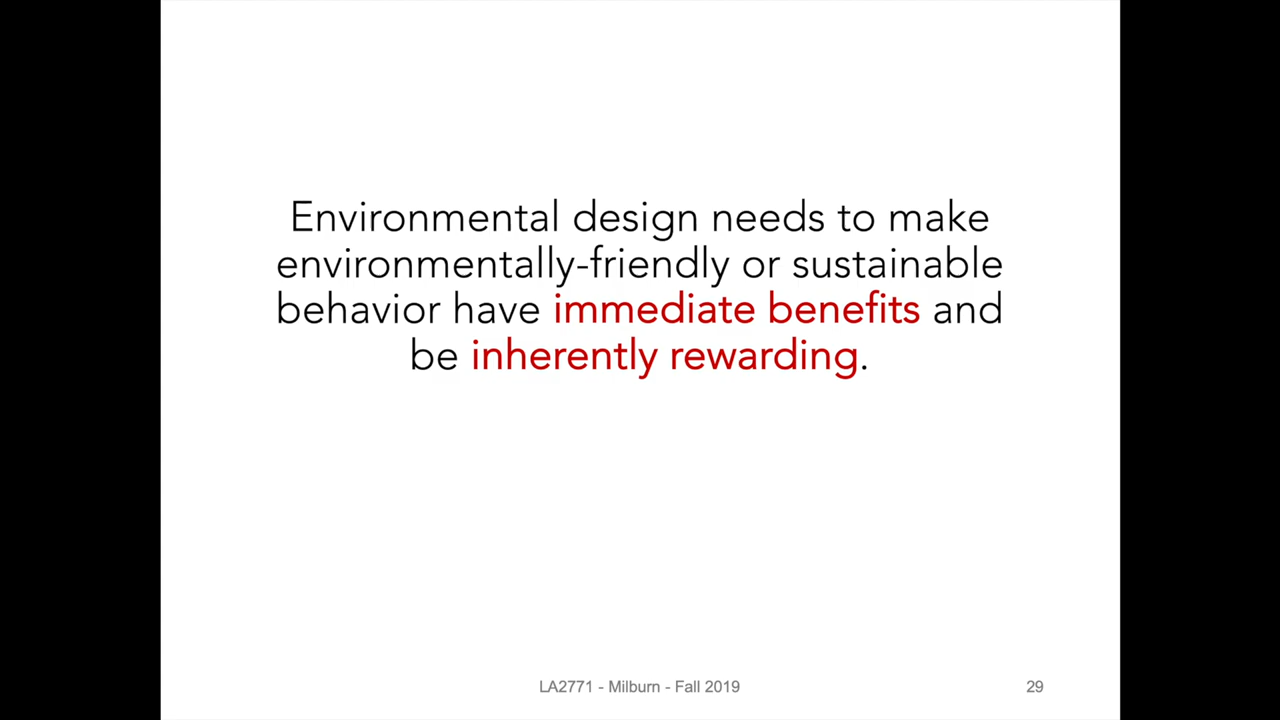 Environmental design needs to make
environmentally-friendly or sustainable
behavior have immediate benefits and
be inherently rewarding.
LA2771 - Milburn - Fall 2019
29